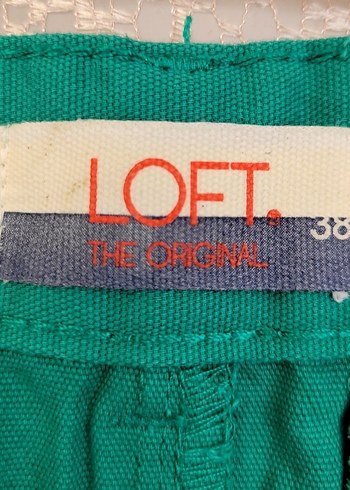 LOFT.
38
THE ORIGINAL